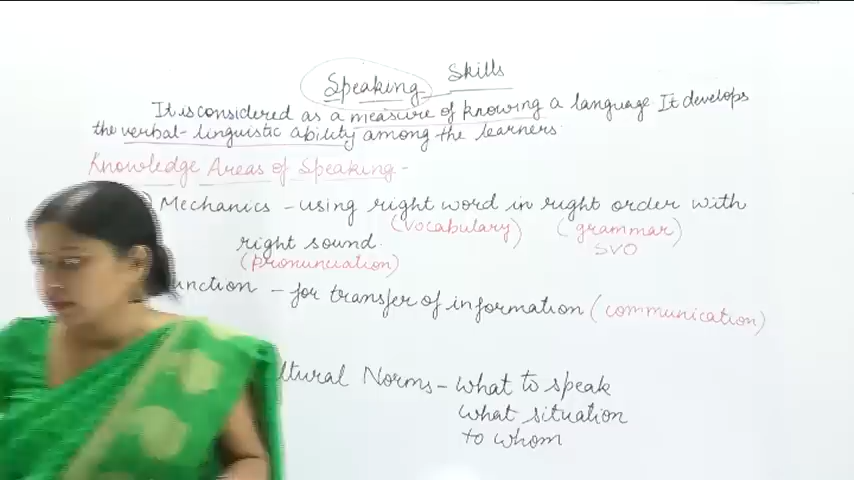 Speaking Skills
It is considered as a measure of knowing a language It develops
the verbal-linguistic ability among the learners.
Knowledge Areas of Speaking -
Mechanics - using right word in right order with
(vocabulary) (grammar)
SVO
right sound.
(pronunciation)
unction - for transfer of information (communication)
ltural Norms - what to speak
what situation
to whom